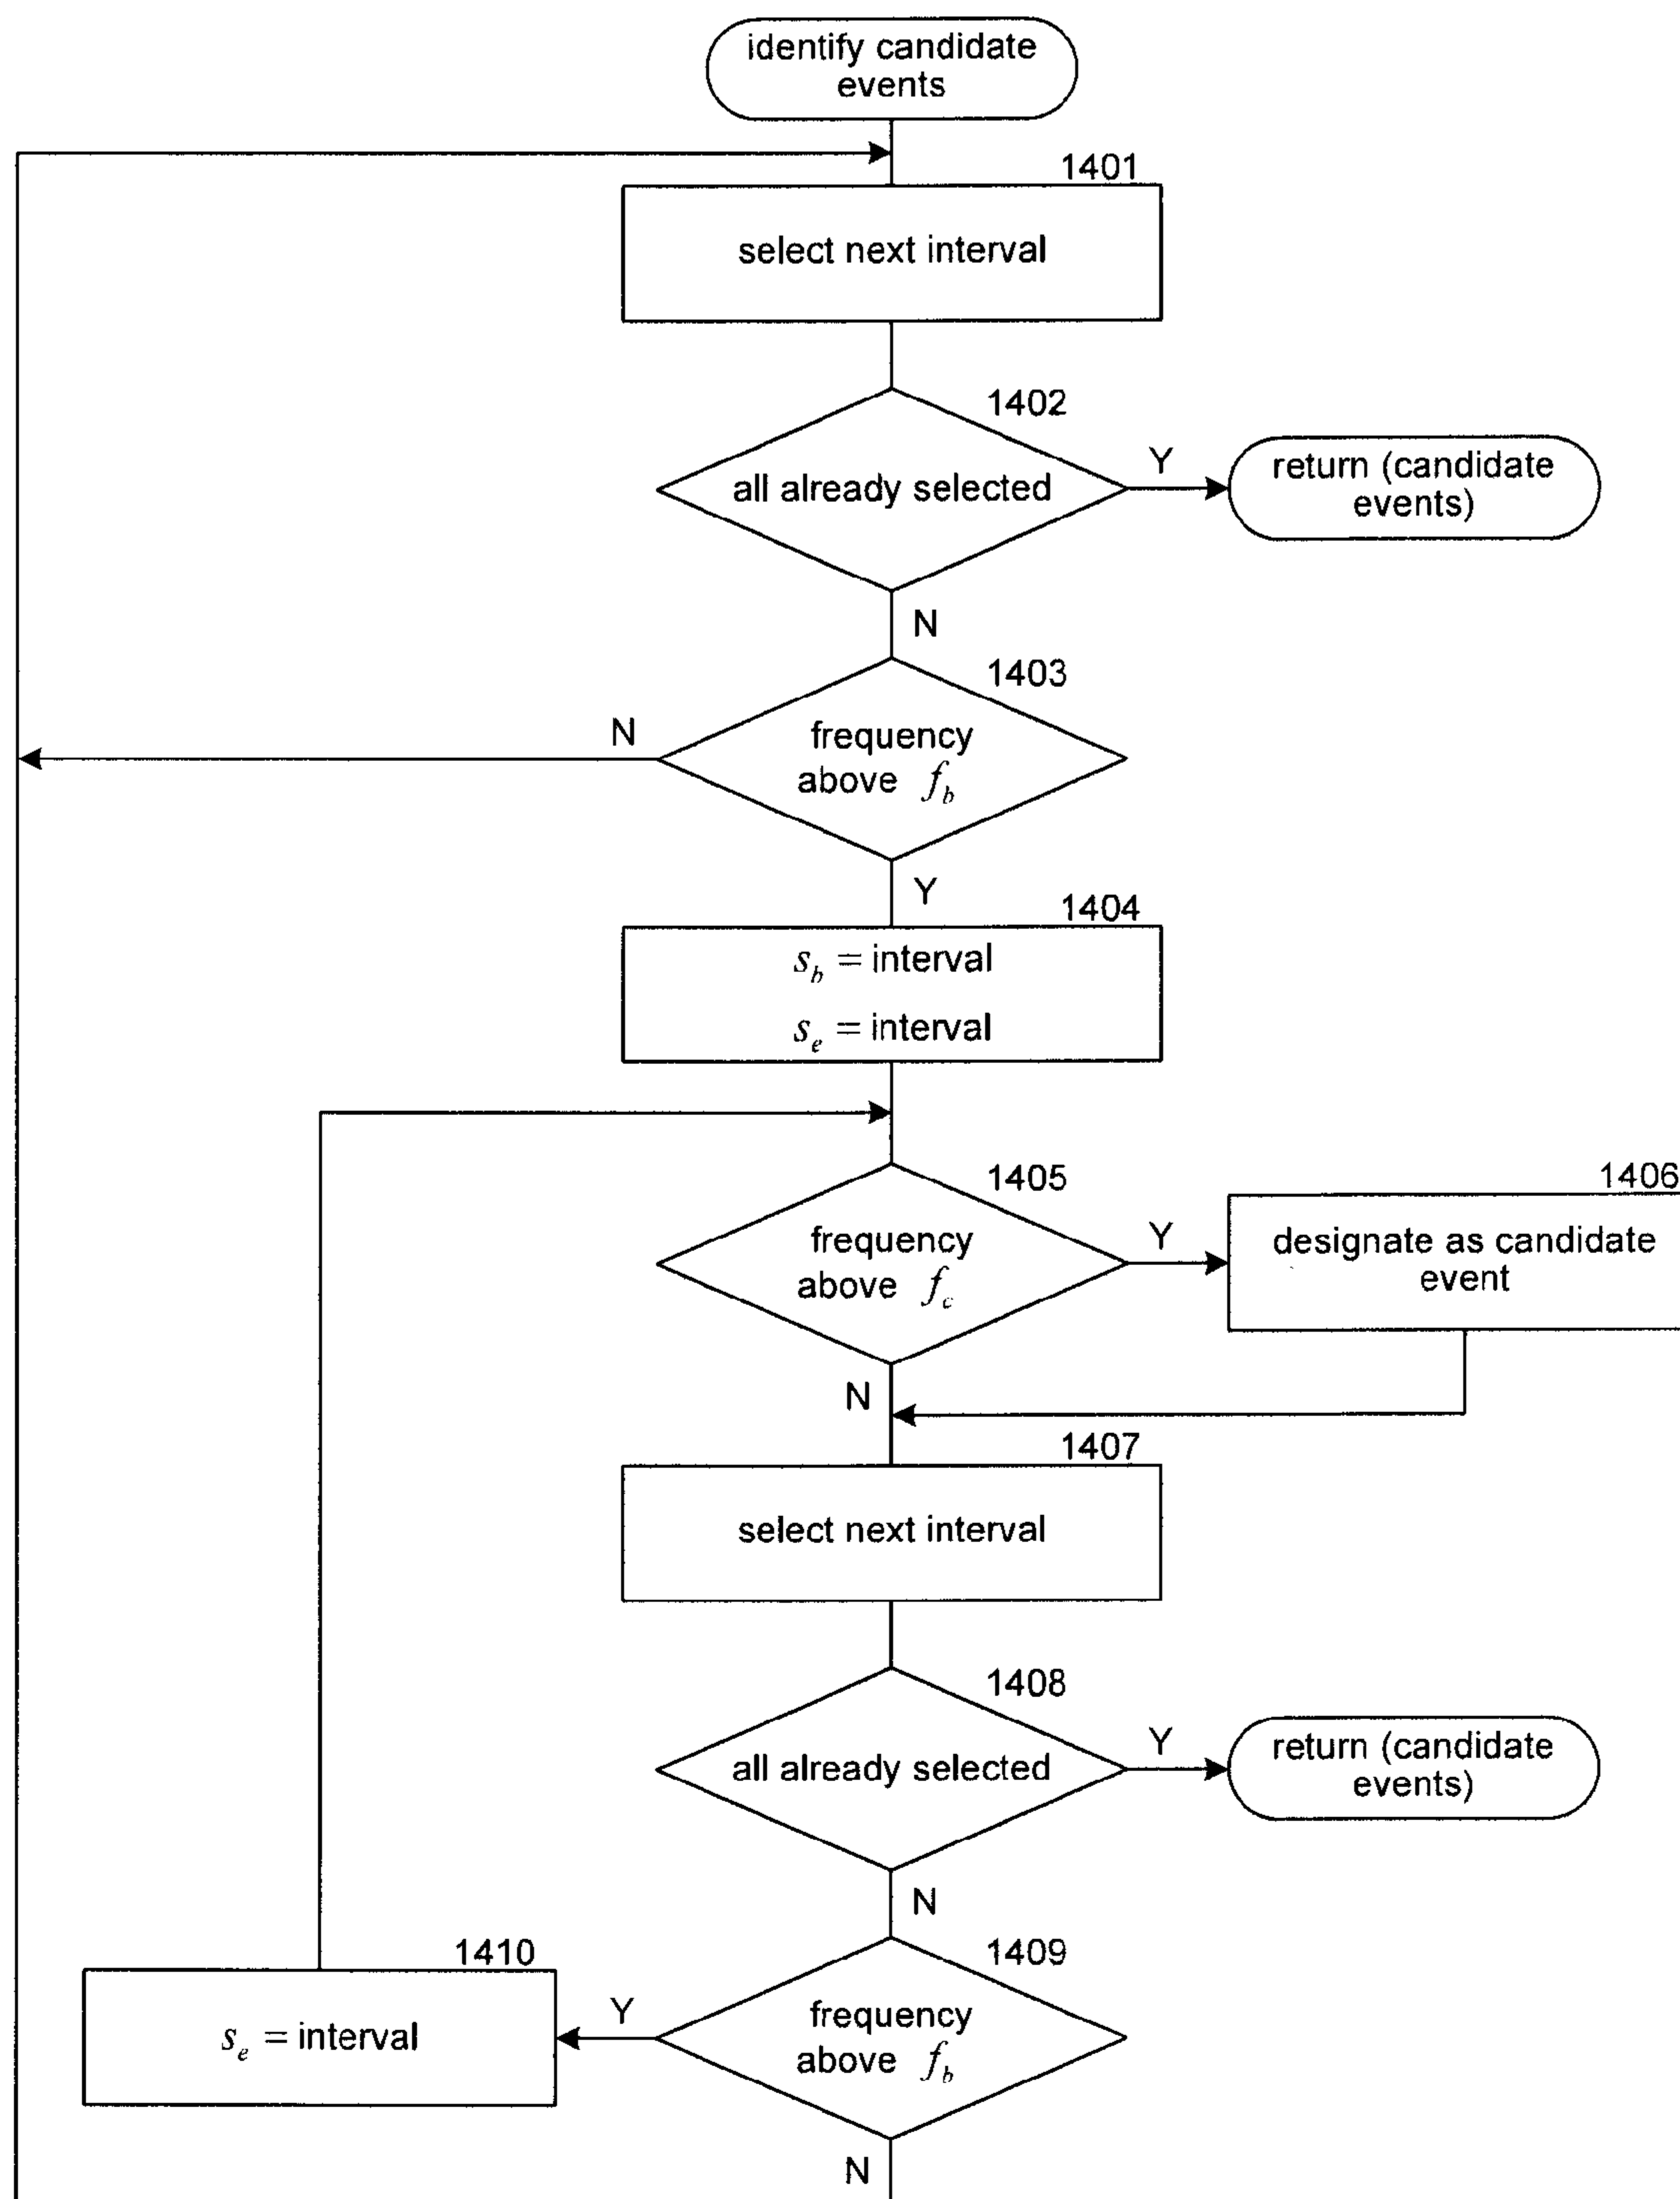 identify candidate
events
1401
select next interval
1402
all already selected
Y
return (candidate
events)
N
1403
N
frequency
above f_b
Y
1404
s_b = interval
s_e = interval
1405
frequency
above f_c
Y
1406
designate as candidate
event
N
1407
select next interval
1408
all already selected
Y
return (candidate
events)
N
1410
1409
s_e = interval
Y
frequency
above f_b
N